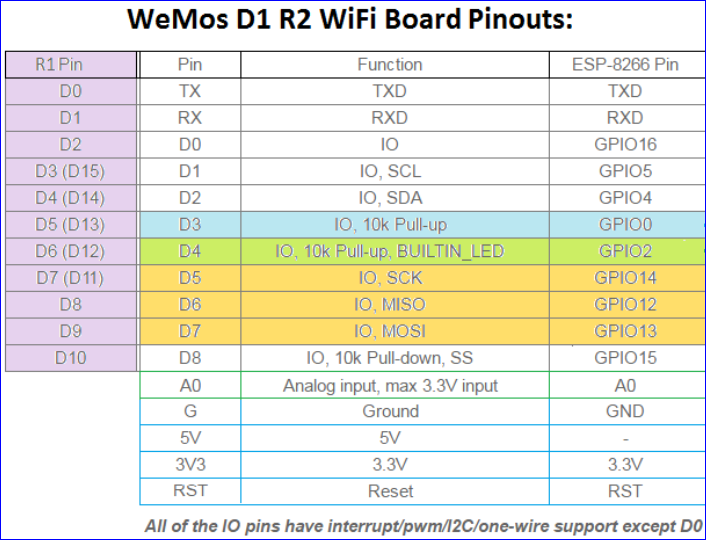 WeMos D1 R2 WiFi Board Pinouts:
R1 Pin Pin Function ESP-8266 Pin
D0 TX TXD TXD
D1 RX RXD RXD
D2 D0 IO GPIO16
D3 (D15) D1 IO, SCL GPIO5
D4 (D14) D2 IO, SDA GPIO4
D5 (D13) D3 IO, 10k Pull-up GPIO0
D6 (D12) D4 IO, 10k Pull-up, BUILTIN_LED GPIO2
D7 (D11) D5 IO, SCK GPIO14
D8 D6 IO, MISO GPIO12
D9 D7 IO, MOSI GPIO13
D10 D8 IO, 10k Pull-down, SS GPIO15
A0 Analog input, max 3.3V input A0
G Ground GND
5V 5V -
3V3 3.3V 3.3V
RST Reset RST
All of the IO pins have interrupt/pwm/I2C/one-wire support except D0